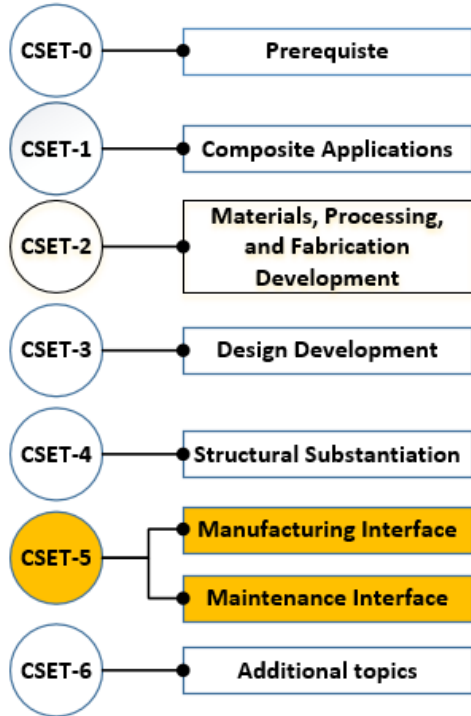 CSET-0
Prerequiste
CSET-1
Composite Applications
CSET-2
Materials, Processing,
and Fabrication
Development
CSET-3
Design Development
CSET-4
Structural Substantiation
CSET-5
Manufacturing Interface
Maintenance Interface
CSET-6
Additional topics